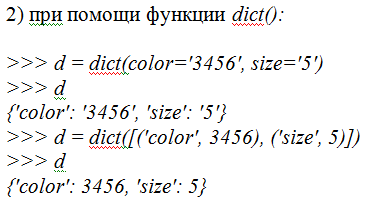 2) при помощи функции dict():
>>> d = dict(color='3456', size='5')
>>> d
{'color': '3456', 'size': '5'}
>>> d = dict([('color', 3456), ('size', 5)])
>>> d
{'color': 3456, 'size': 5}